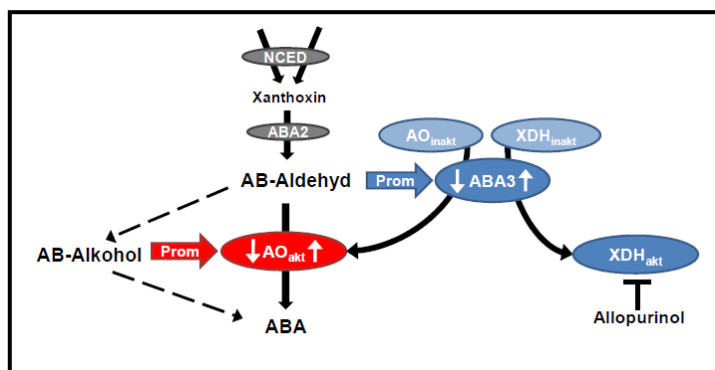 NCED
Xanthoxin
ABA2
AOinakt
XDHinakt
AB-Aldehyd
Prom
↓ ABA3 ↑
AB-Alkohol
Prom
↓ AOakt ↑
XDHakt
ABA
Allopurinol